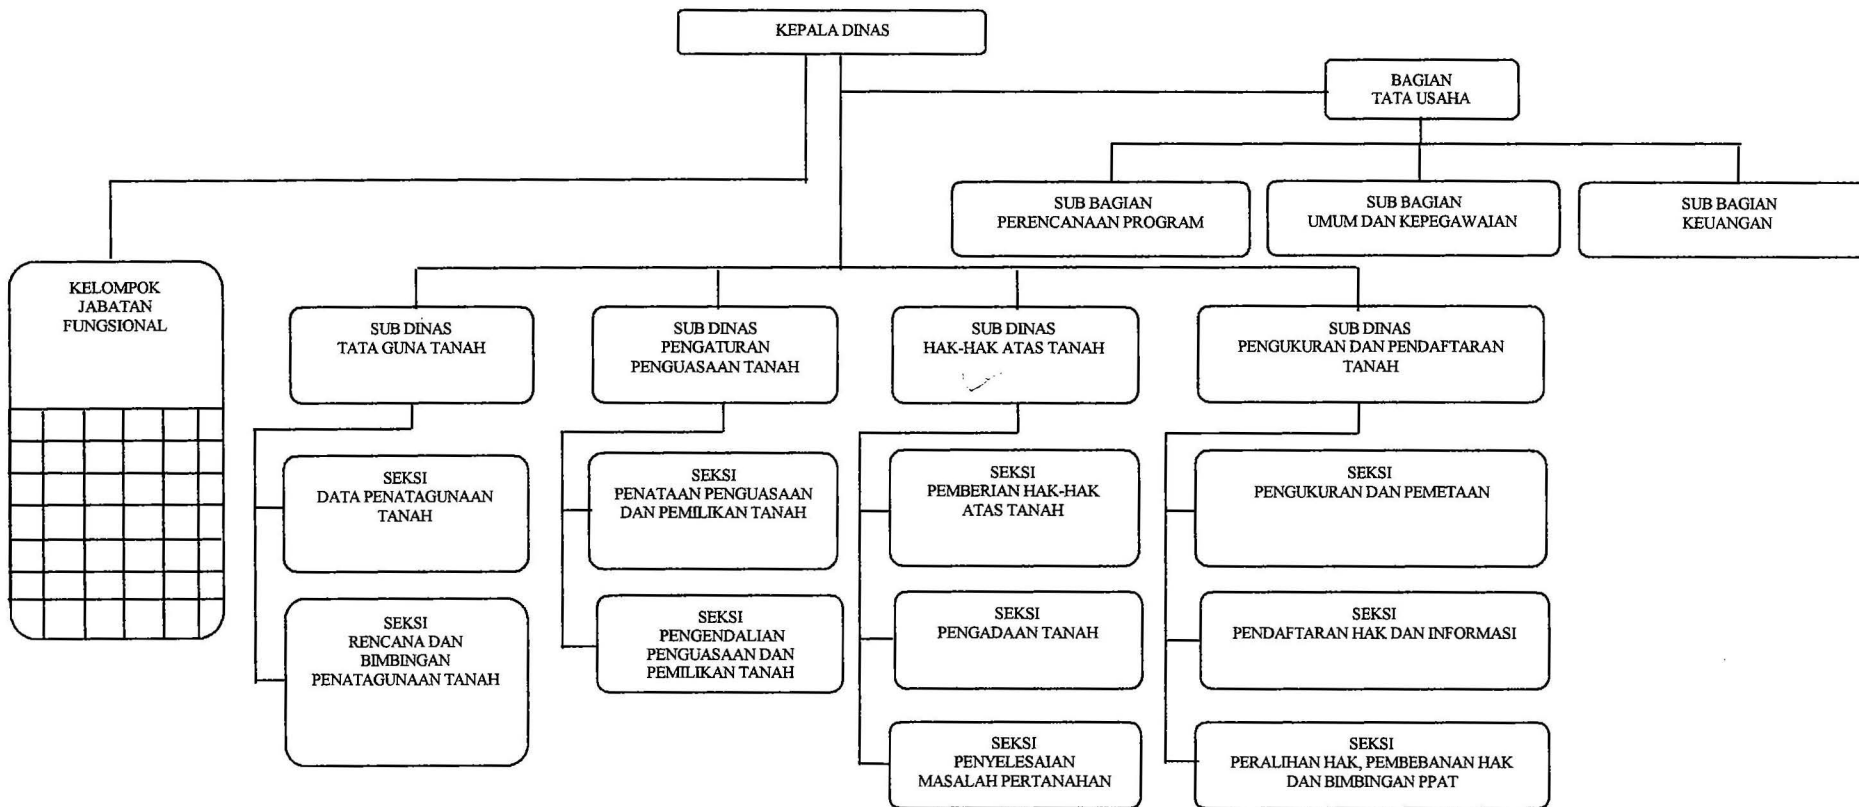 KEPALA DINAS
BAGIAN
TATA USAHA
SUB BAGIAN
PERENCANAAN PROGRAM
SUB BAGIAN
UMUM DAN KEPEGAWAIAN
SUB BAGIAN
KEUANGAN
KELOMPOK
JABATAN
FUNGSIONAL
SUB DINAS
TATA GUNA TANAH
SUB DINAS
PENGATURAN
PENGUASAAN TANAH
SUB DINAS
HAK-HAK ATAS TANAH
SUB DINAS
PENGUKURAN DAN PENDAFTARAN
TANAH
SEKSI
DATA PENATAGUNAAN
TANAH
SEKSI
PENATAAN PENGUASAAN
DAN PEMILIKAN TANAH
SEKSI
PEMBERIAN HAK-HAK
ATAS TANAH
SEKSI
PENGUKURAN DAN PEMETAAN
SEKSI
RENCANA DAN
BIMBINGAN
PENATAGUNAAN TANAH
SEKSI
PENGENDALIAN
PENGUASAAN DAN
PEMILIKAN TANAH
SEKSI
PENGADAAN TANAH
SEKSI
PENDAFTARAN HAK DAN INFORMASI
SEKSI
PENYELESAIAN
MASALAH PERTANAHAN
SEKSI
PERALIHAN HAK, PEMBEBANAN HAK
DAN BIMBINGAN PPAT